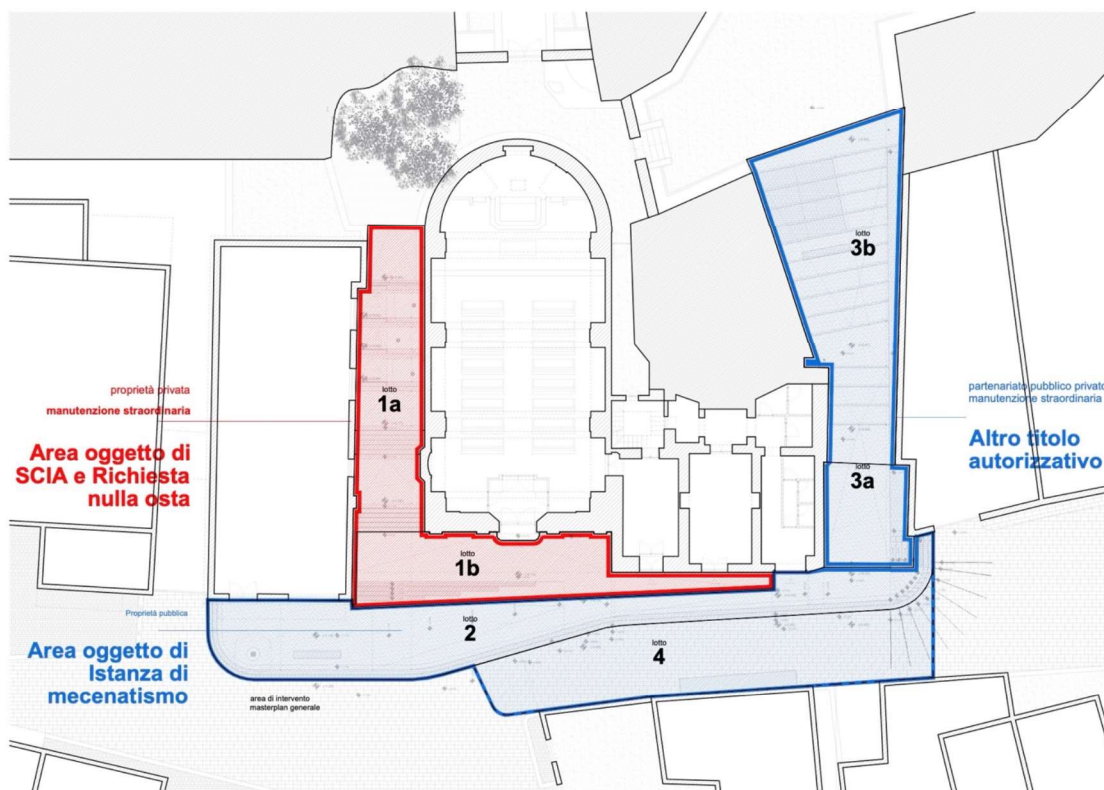 lotto
3b
proprietà privata
manutenzione straordinaria
Area oggetto di
SCIA e Richiesta
nulla osta
lotto
1a
partenariato pubblico privato
manutenzione straordinaria
Altro titolo
autorizzativo
lotto
3a
lotto
1b
Proprietà pubblica
Area oggetto di
Istanza di
mecenatismo
lotto
2
lotto
4
area di intervento
masterplan generale